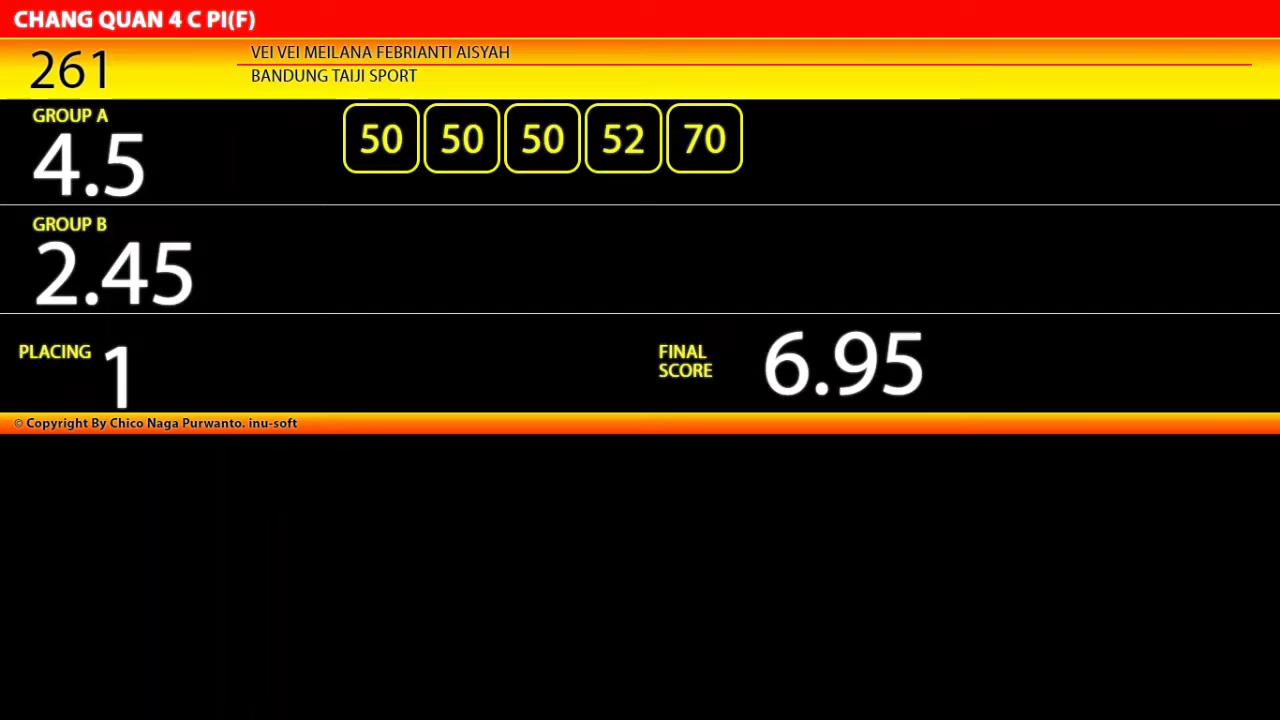 CHANG QUAN 4 C PI(F)
261
VEI VEI MEILANA FEBRIANTI AISYAH
BANDUNG TAIJI SPORT
GROUP A
4.5
50 50 50 52 70
GROUP B
2.45
PLACING 1
FINAL SCORE 6.95
© Copyright By Chico Naga Purwanto. inu-soft